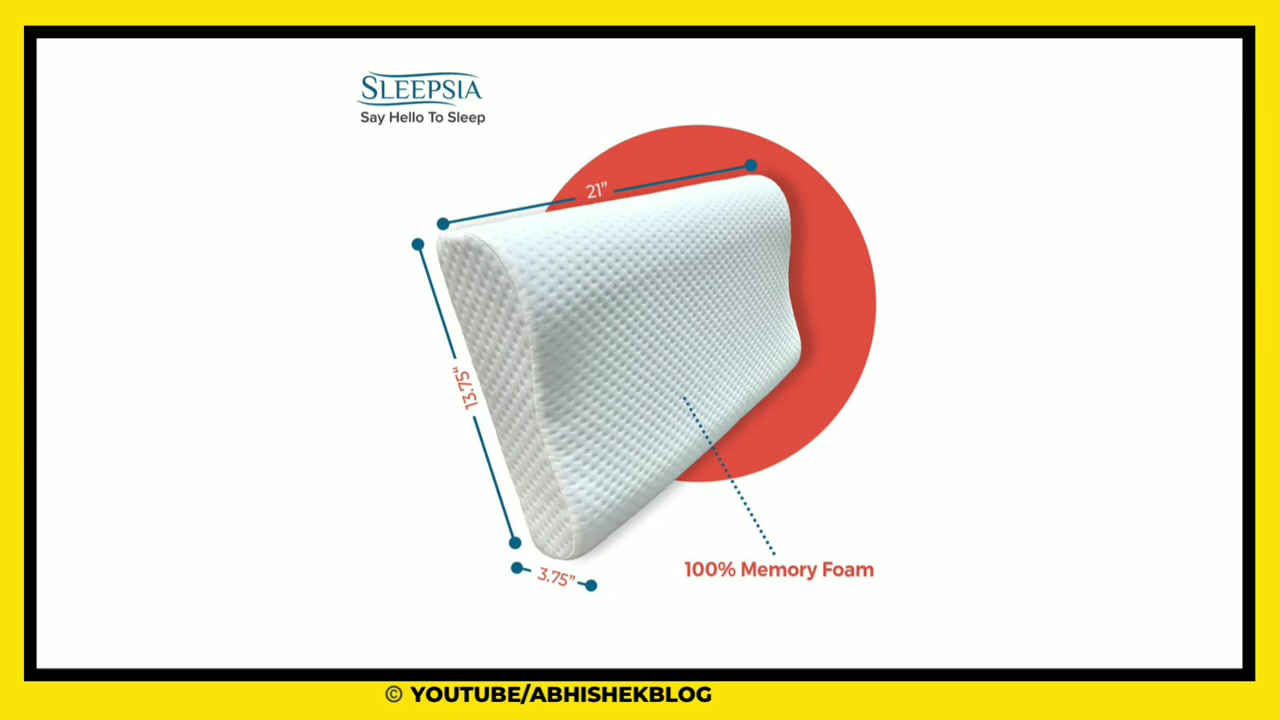 SLEEPSIA
Say Hello To Sleep
21”
13.75”
3.75”
100% Memory Foam
© YOUTUBE/ABHISHEKBLOG